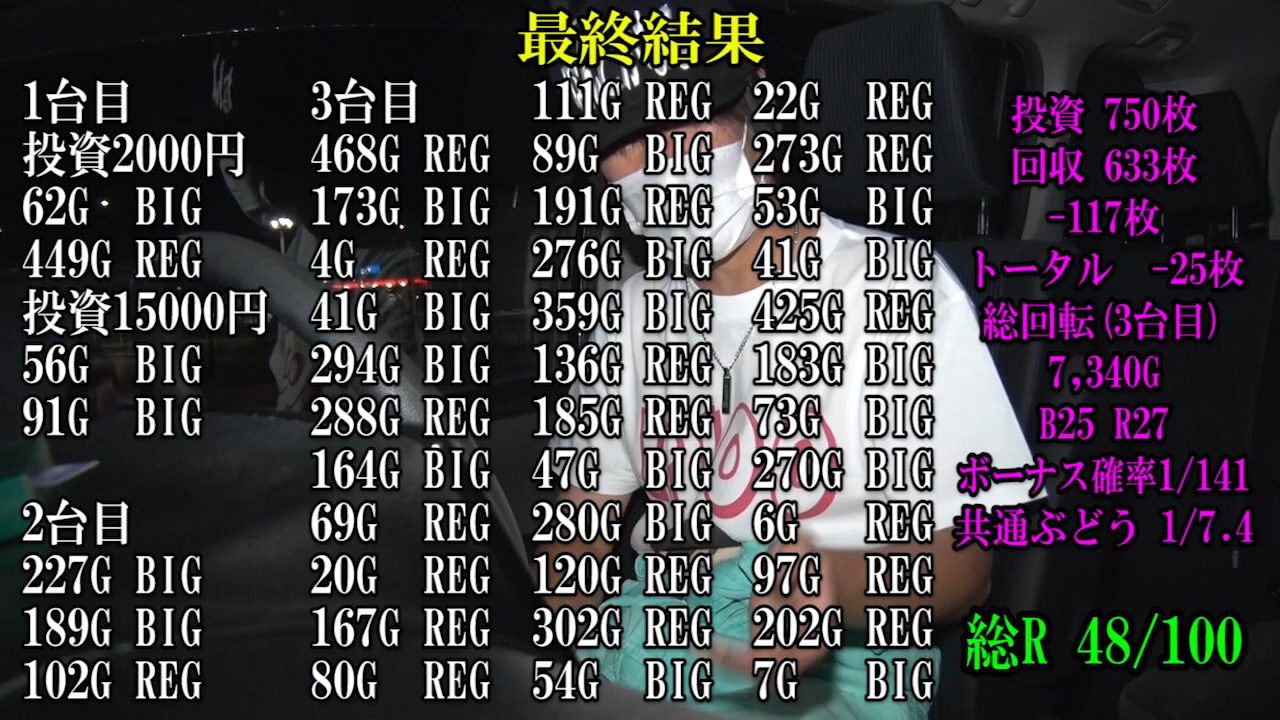 最終結果
1台目
投資2000円
62G BIG
449G REG
投資15000円
56G BIG
91G BIG
2台目
227G BIG
189G BIG
102G REG
3台目
468G REG
173G BIG
4G REG
41G BIG
294G BIG
288G REG
164G BIG
69G REG
20G REG
167G REG
80G REG
111G REG
89G BIG
191G REG
276G BIG
359G BIG
136G REG
185G REG
47G BIG
280G BIG
120G REG
302G REG
54G BIG
22G REG
273G REG
53G BIG
41G BIG
425G REG
183G BIG
73G BIG
270G BIG
6G REG
97G REG
202G REG
7G BIG
投資 750枚
回収 633枚
-117枚
トータル -25枚
総回転(3台目)
7,340G
B25 R27
ボーナス確率1/141
共通ぶどう 1/7.4
総R 48/100